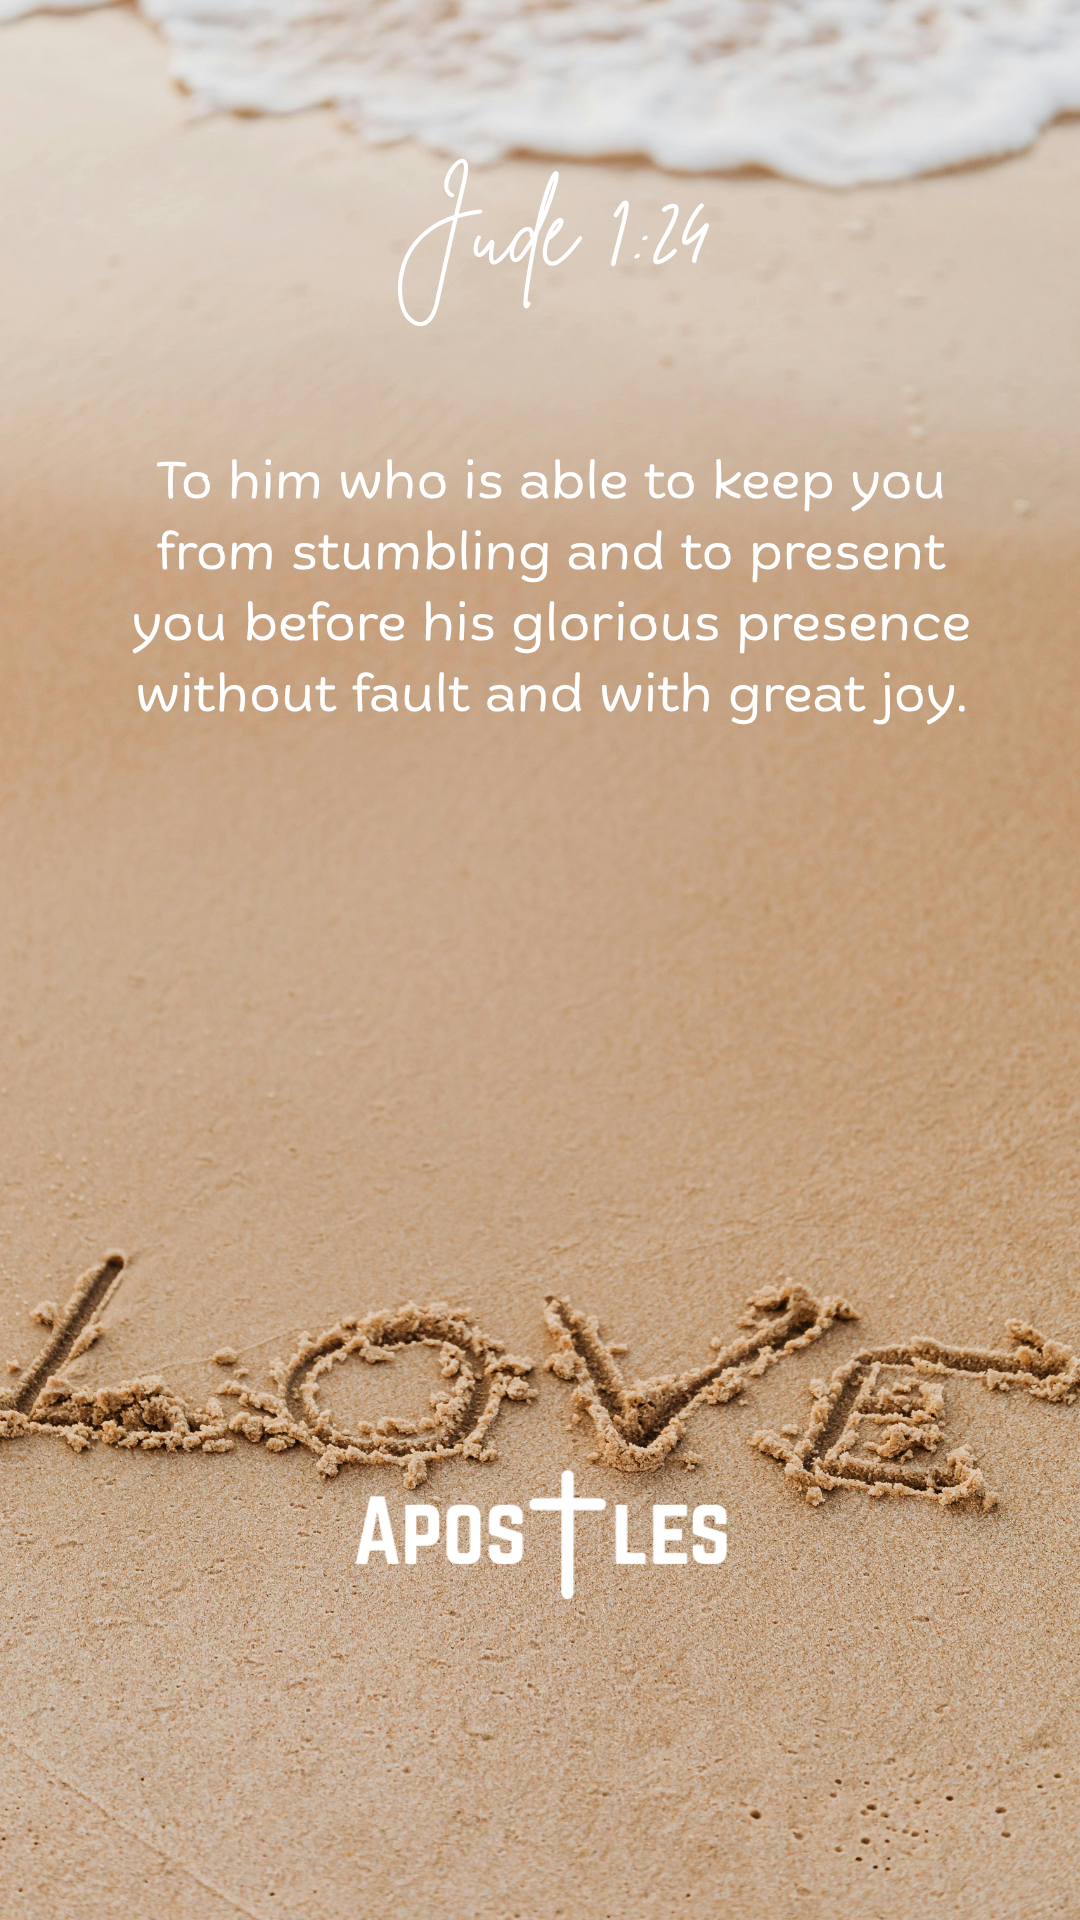 Jude 1:24
To him who is able to keep you
from stumbling and to present
you before his glorious presence
without fault and with great joy.
LOVE
APOSTLES